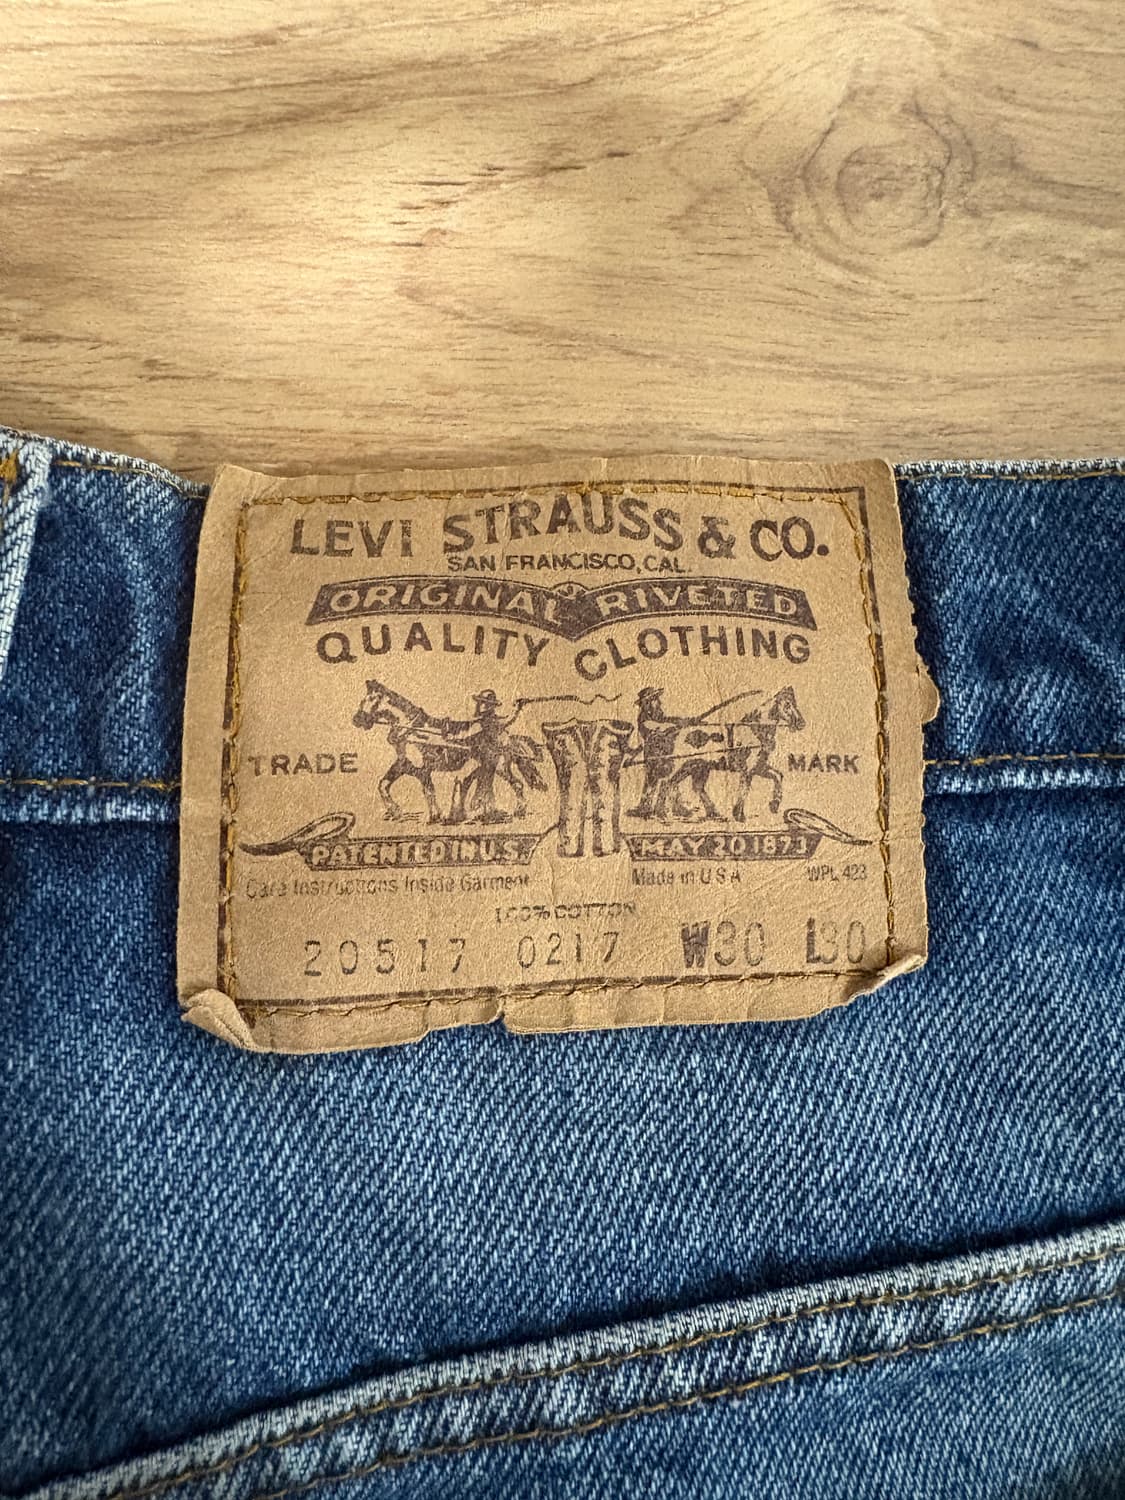 LEVI STRAUSS & CO.
SAN FRANCISCO, CAL.
ORIGINAL RIVETED
QUALITY CLOTHING
TRADE MARK
PATENTED IN U.S. MAY 20 1873
Care Instructions Inside Garment Made in U S A WPL 423
100% COTTON
20517 0217 W30 L30